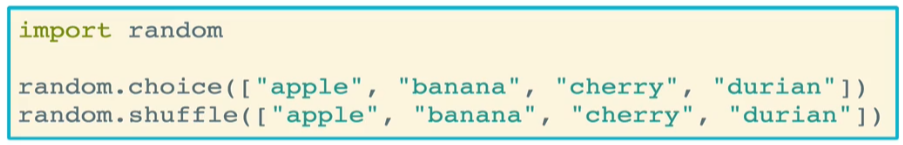 import random
random.choice(["apple", "banana", "cherry", "durian"])
random.shuffle(["apple", "banana", "cherry", "durian"])